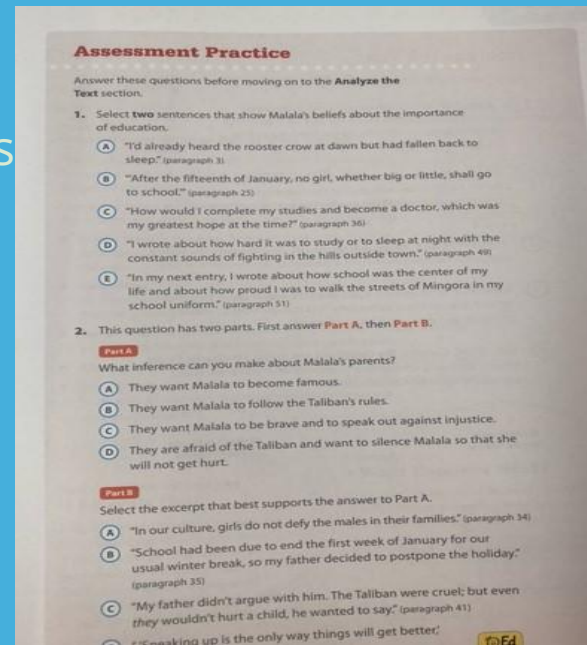 S
Assessment Practice
Answer these questions before moving on to the Analyze the
Text section.
1. Select two sentences that show Malala's beliefs about the importance
of education.
A "I'd already heard the rooster crow at dawn but had fallen back to
sleep." (paragraph 3)
B "After the fifteenth of January, no girl, whether big or little, shall go
to school." (paragraph 25)
C "How would I complete my studies and become a doctor, which was
my greatest hope at the time?" (paragraph 36)
D "I wrote about how hard it was to study or to sleep at night with the
constant sounds of fighting in the hills outside town." (paragraph 49)
E "In my next entry, I wrote about how school was the center of my
life and about how proud I was to walk the streets of Mingora in my
school uniform." (paragraph 51)
2. This question has two parts. First answer Part A, then Part B.
Part A
What inference can you make about Malala's parents?
A They want Malala to become famous.
B They want Malala to follow the Taliban's rules.
C They want Malala to be brave and to speak out against injustice.
D They are afraid of the Taliban and want to silence Malala so that she
will not get hurt.
Part B
Select the excerpt that best supports the answer to Part A.
A "In our culture, girls do not defy the males in their families." (paragraph 34)
B "School had been due to end the first week of January for our
usual winter break, so my father decided to postpone the holiday."
(paragraph 35)
C "My father didn't argue with him. The Taliban were cruel; but even
they wouldn't hurt a child, he wanted to say." (paragraph 41)
"'Speaking up is the only way things will get better,'
Ed